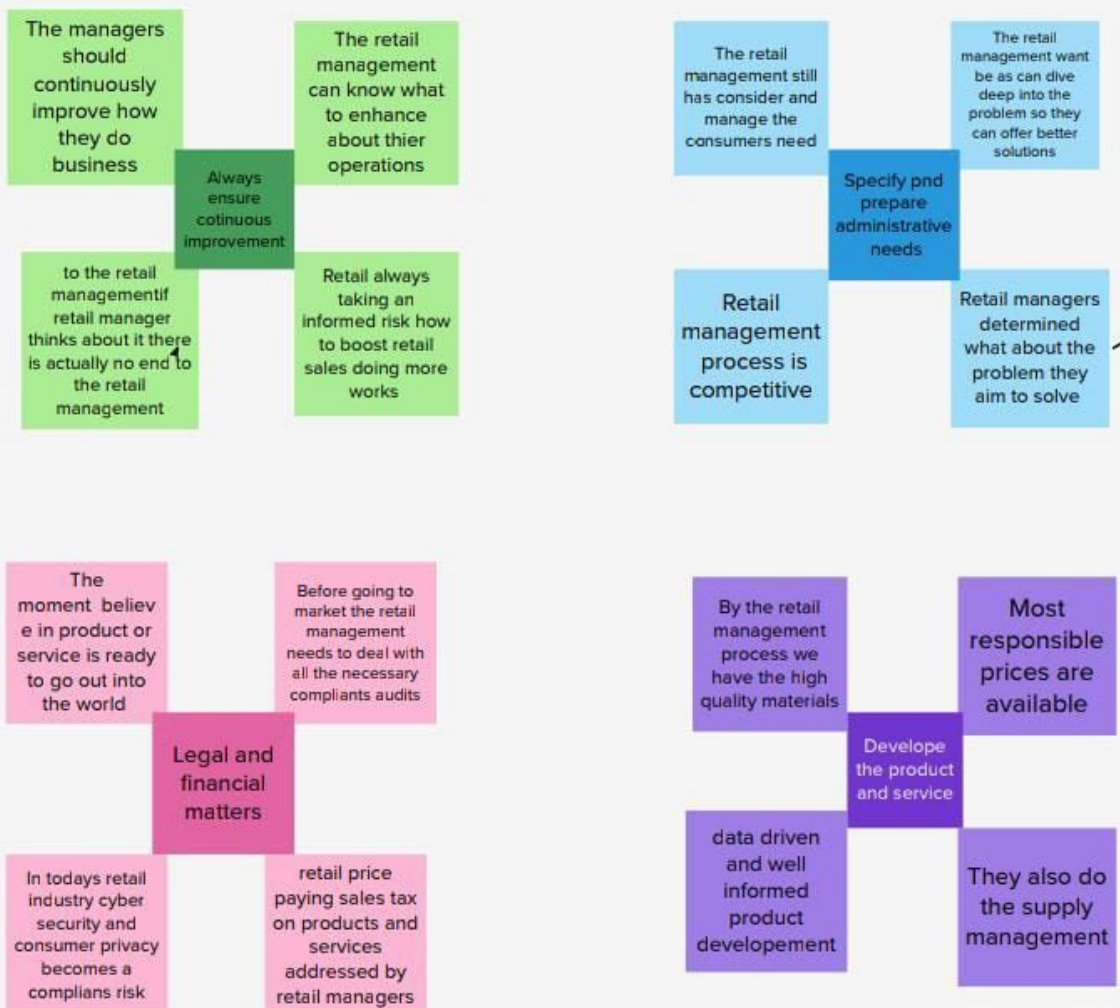 The managers
should
continuously
improve how
they do
business
The retail
management
can know what
to enhance
about thier
operations
Always
ensure
cotinuous
improvement
to the retail
managementif
retail manager
thinks about it there
is actually no end to
the retail
management
Retail always
taking an
informed risk how
to boost retail
sales doing more
works
The retail
management still
has consider and
manage the
consumers need
The retail
management want
be as can dive
deep into the
problem so they
can offer better
solutions
Specify pnd
prepare
administrative
needs
Retail
management
process is
competitive
Retail managers
determined
what about the
problem they
aim to solve
The
moment believ
e in product or
service is ready
to go out into
the world
Before going to
market the retail
management
needs to deal with
all the necessary
compliants audits
Legal and
financial
matters
In todays retail
industry cyber
security and
consumer privacy
becomes a
complians risk
retail price
paying sales tax
on products and
services
addressed by
retail managers
By the retail
management
process we
have the high
quality materials
Most
responsible
prices are
available
Develope
the product
and service
data driven
and well
informed
product
developement
They also do
the supply
management